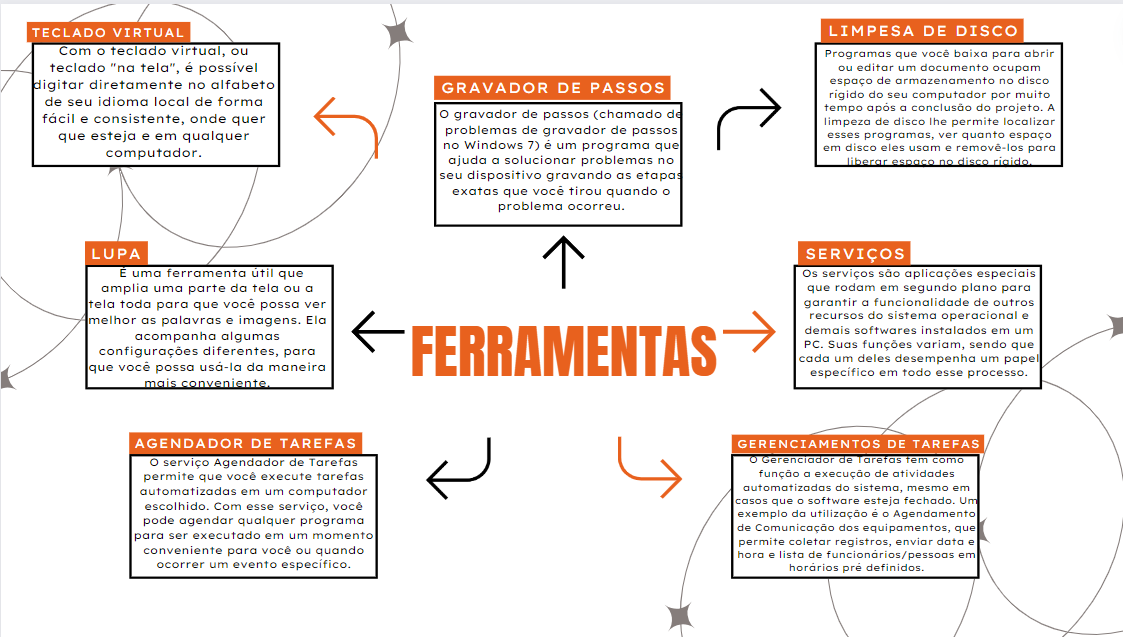 TECLADO VIRTUAL
Com o teclado virtual, ou
teclado "na tela", é possível
digitar diretamente no alfabeto
de seu idioma local de forma
fácil e consistente, onde quer
que esteja e em qualquer
computador.
GRAVADOR DE PASSOS
O gravador de passos (chamado de
problemas de gravador de passos
no Windows 7) é um programa que
ajuda a solucionar problemas no
seu dispositivo gravando as etapas
exatas que você tirou quando o
problema ocorreu.
LIMPESA DE DISCO
Programas que você baixa para abrir
ou editar um documento ocupam
espaço de armazenamento no disco
rígido do seu computador por muito
tempo após a conclusão do projeto. A
limpeza de disco lhe permite localizar
esses programas, ver quanto espaço
em disco eles usam e removê-los para
liberar espaço no disco rígido.
LUPA
É uma ferramenta útil que
amplia uma parte da tela ou a
tela toda para que você possa ver
melhor as palavras e imagens. Ela
acompanha algumas
configurações diferentes, para
que você possa usá-la da maneira
mais conveniente.
FERRAMENTAS
SERVIÇOS
Os serviços são aplicações especiais
que rodam em segundo plano para
garantir a funcionalidade de outros
recursos do sistema operacional e
demais softwares instalados em um
PC. Suas funções variam, sendo que
cada um deles desempenha um papel
específico em todo esse processo.
AGENDADOR DE TAREFAS
O serviço Agendador de Tarefas
permite que você execute tarefas
automatizadas em um computador
escolhido. Com esse serviço, você
pode agendar qualquer programa
para ser executado em um momento
conveniente para você ou quando
ocorrer um evento específico.
GERENCIAMENTOS DE TAREFAS
O Gerenciador de Tarefas tem como
função a execução de atividades
automatizadas do sistema, mesmo em
casos que o software esteja fechado. Um
exemplo da utilização é o Agendamento
de Comunicação dos equipamentos, que
permite coletar registros, enviar data e
hora e lista de funcionários/pessoas em
horários pré definidos.